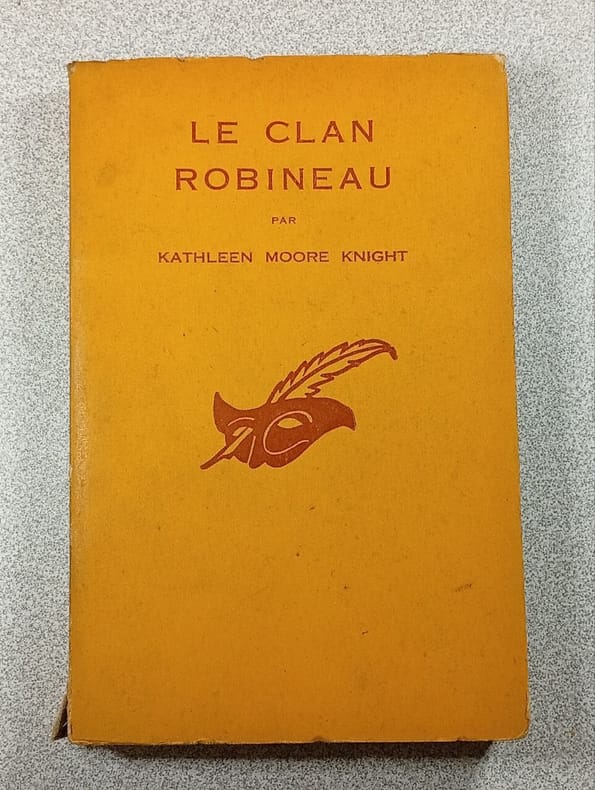 LE CLAN
ROBINEAU
PAR
KATHLEEN MOORE KNIGHT